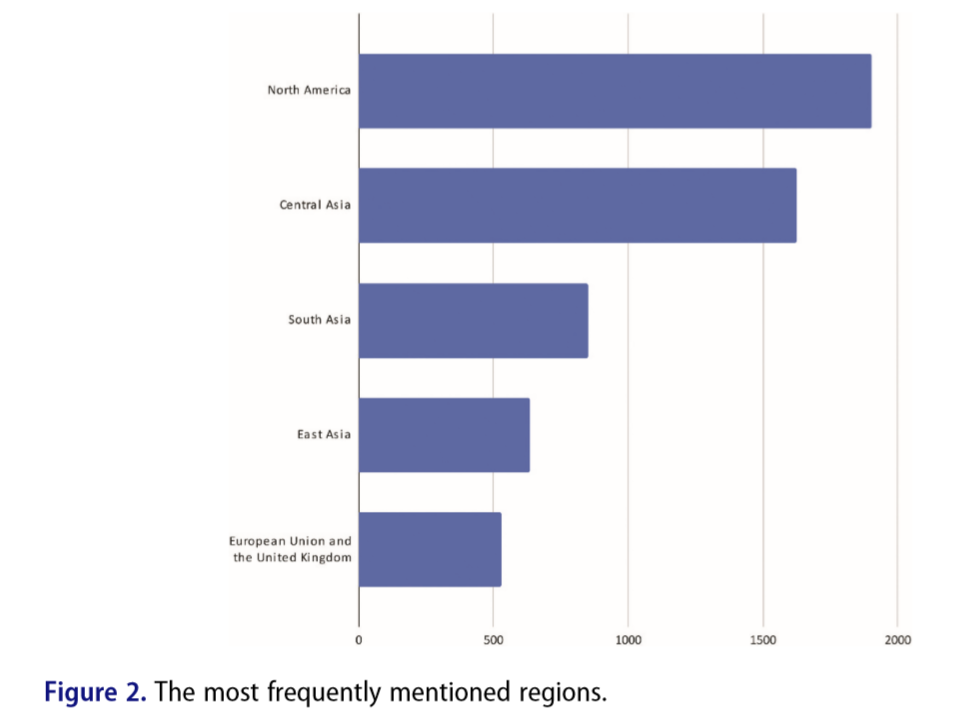 North America
Central Asia
South Asia
East Asia
European Union and
the United Kingdom
0 500 1000 1500 2000
Figure 2. The most frequently mentioned regions.